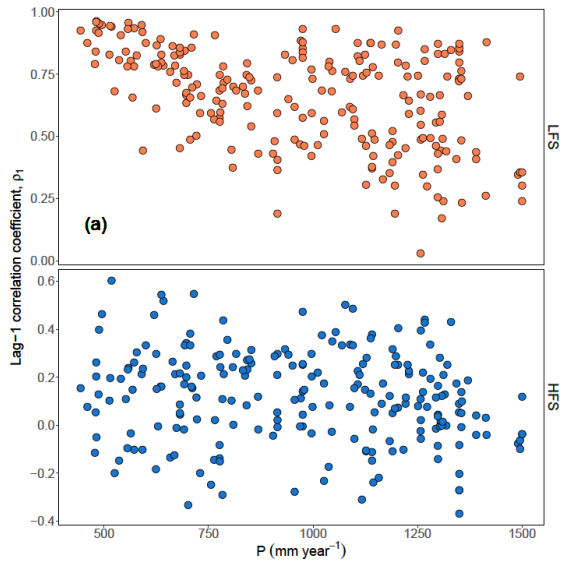 1.00
0.75
0.50
0.25
0.00
(a)
LFS
Lag-1 correlation coefficient, ρ1
0.6
0.4
0.2
0.0
−0.2
−0.4
HFS
500 750 1000 1250 1500
P (mm year⁻¹)